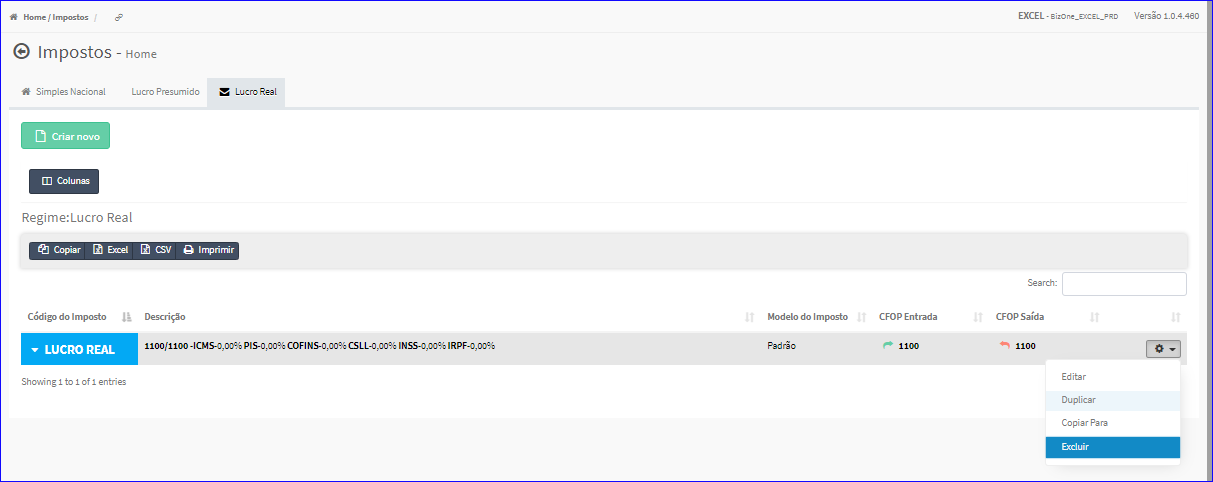 Home / Impostos /
EXCEL - BizOne_EXCEL_PRD Versão 1.0.4.460
Impostos - Home
Simples Nacional Lucro Presumido Lucro Real
Criar novo
Colunas
Regime:Lucro Real
Copiar Excel CSV Imprimir
Search:
Código do Imposto Descrição Modelo do Imposto CFOP Entrada CFOP Saída
LUCRO REAL 1100/1100 -ICMS-0,00% PIS-0,00% COFINS-0,00% CSLL-0,00% INSS-0,00% IRPF-0,00% Padrão 1100 1100
Showing 1 to 1 of 1 entries
Editar
Duplicar
Copiar Para
Excluir